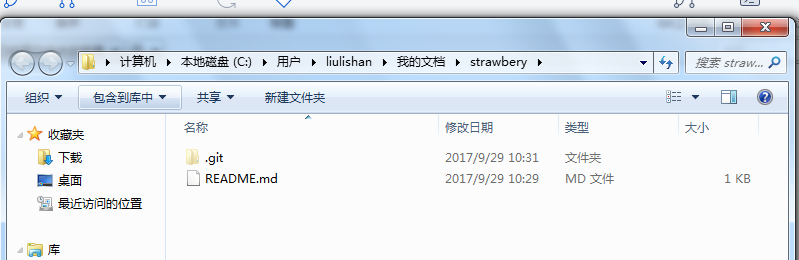 计算机 本地磁盘 (C:) 用户 liulishan 我的文档 strawbery 搜索 straw...
组织 包含到库中 共享 新建文件夹
名称 修改日期 类型 大小
收藏夹
下载
桌面
最近访问的位置
库
.git 2017/9/29 10:31 文件夹
README.md 2017/9/29 10:29 MD 文件 1 KB